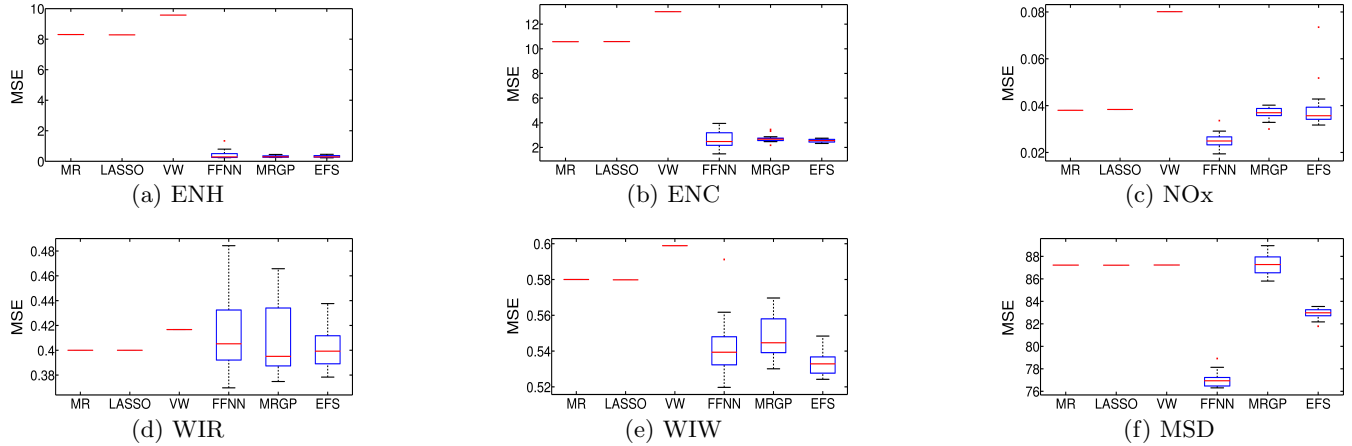 10
8
6
4
2
0
MSE
MR LASSO VW FFNN MRGP EFS
(a) ENH
12
10
8
6
4
2
MSE
MR LASSO VW FFNN MRGP EFS
(b) ENC
0.08
0.06
0.04
0.02
MSE
MR LASSO VW FFNN MRGP EFS
(c) NOx
0.48
0.46
0.44
0.42
0.4
0.38
MSE
MR LASSO VW FFNN MRGP EFS
(d) WIR
0.6
0.58
0.56
0.54
0.52
MSE
MR LASSO VW FFNN MRGP EFS
(e) WIW
88
86
84
82
80
78
76
MSE
MR LASSO VW FFNN MRGP EFS
(f) MSD